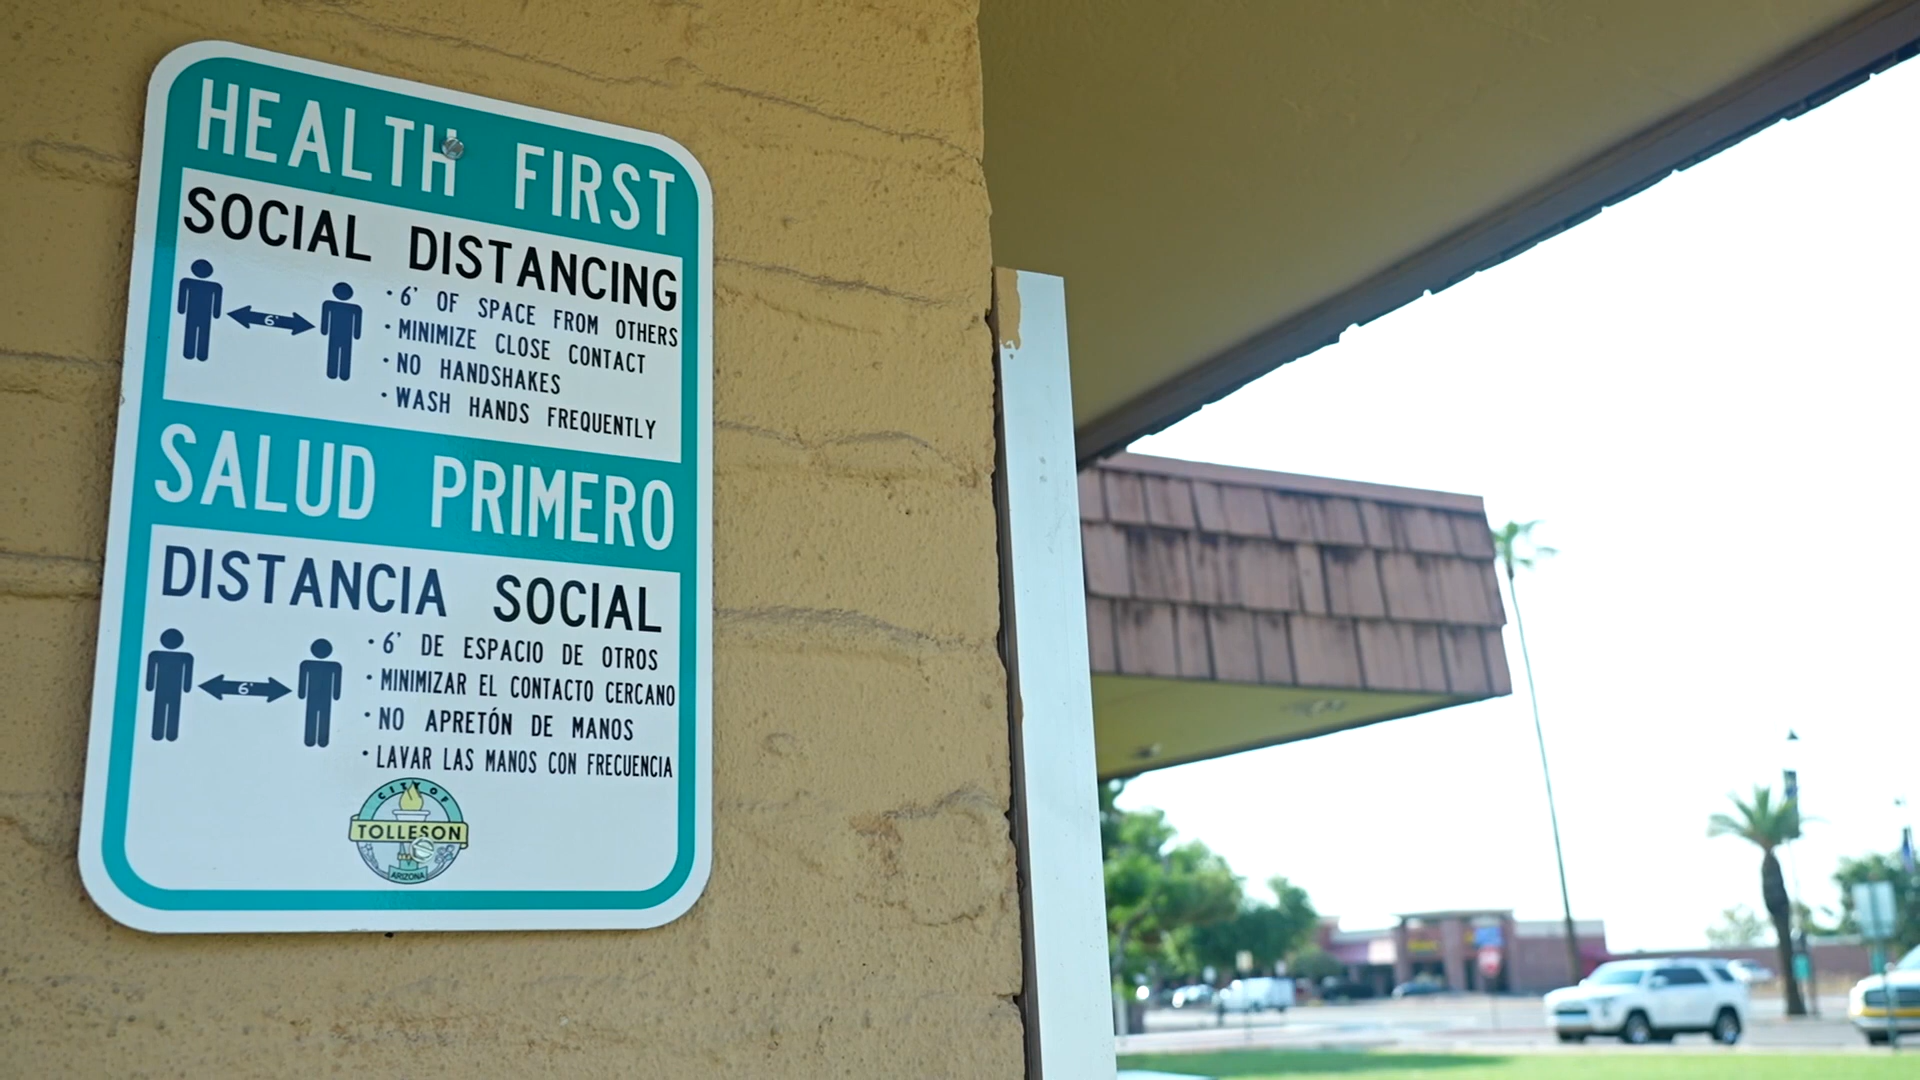 HEALTH FIRST
SOCIAL DISTANCING
6'
• 6' OF SPACE FROM OTHERS
• MINIMIZE CLOSE CONTACT
• NO HANDSHAKES
• WASH HANDS FREQUENTLY
SALUD PRIMERO
DISTANCIA SOCIAL
6'
• 6' DE ESPACIO DE OTROS
• MINIMIZAR EL CONTACTO CERCANO
• NO APRETÓN DE MANOS
• LAVAR LAS MANOS CON FRECUENCIA
CITY OF
TOLLESON
ARIZONA